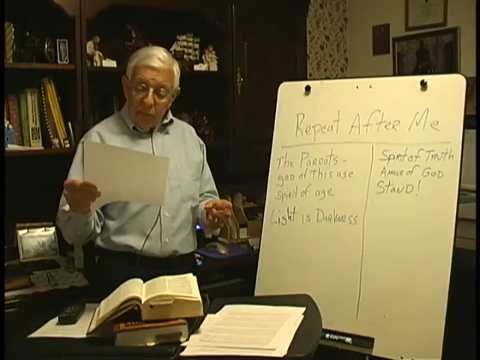 Repeat After Me
The Parrots -
god of this age
spirit of age
Light is Darkness
Spirit of Truth
Armor of God
Stand!